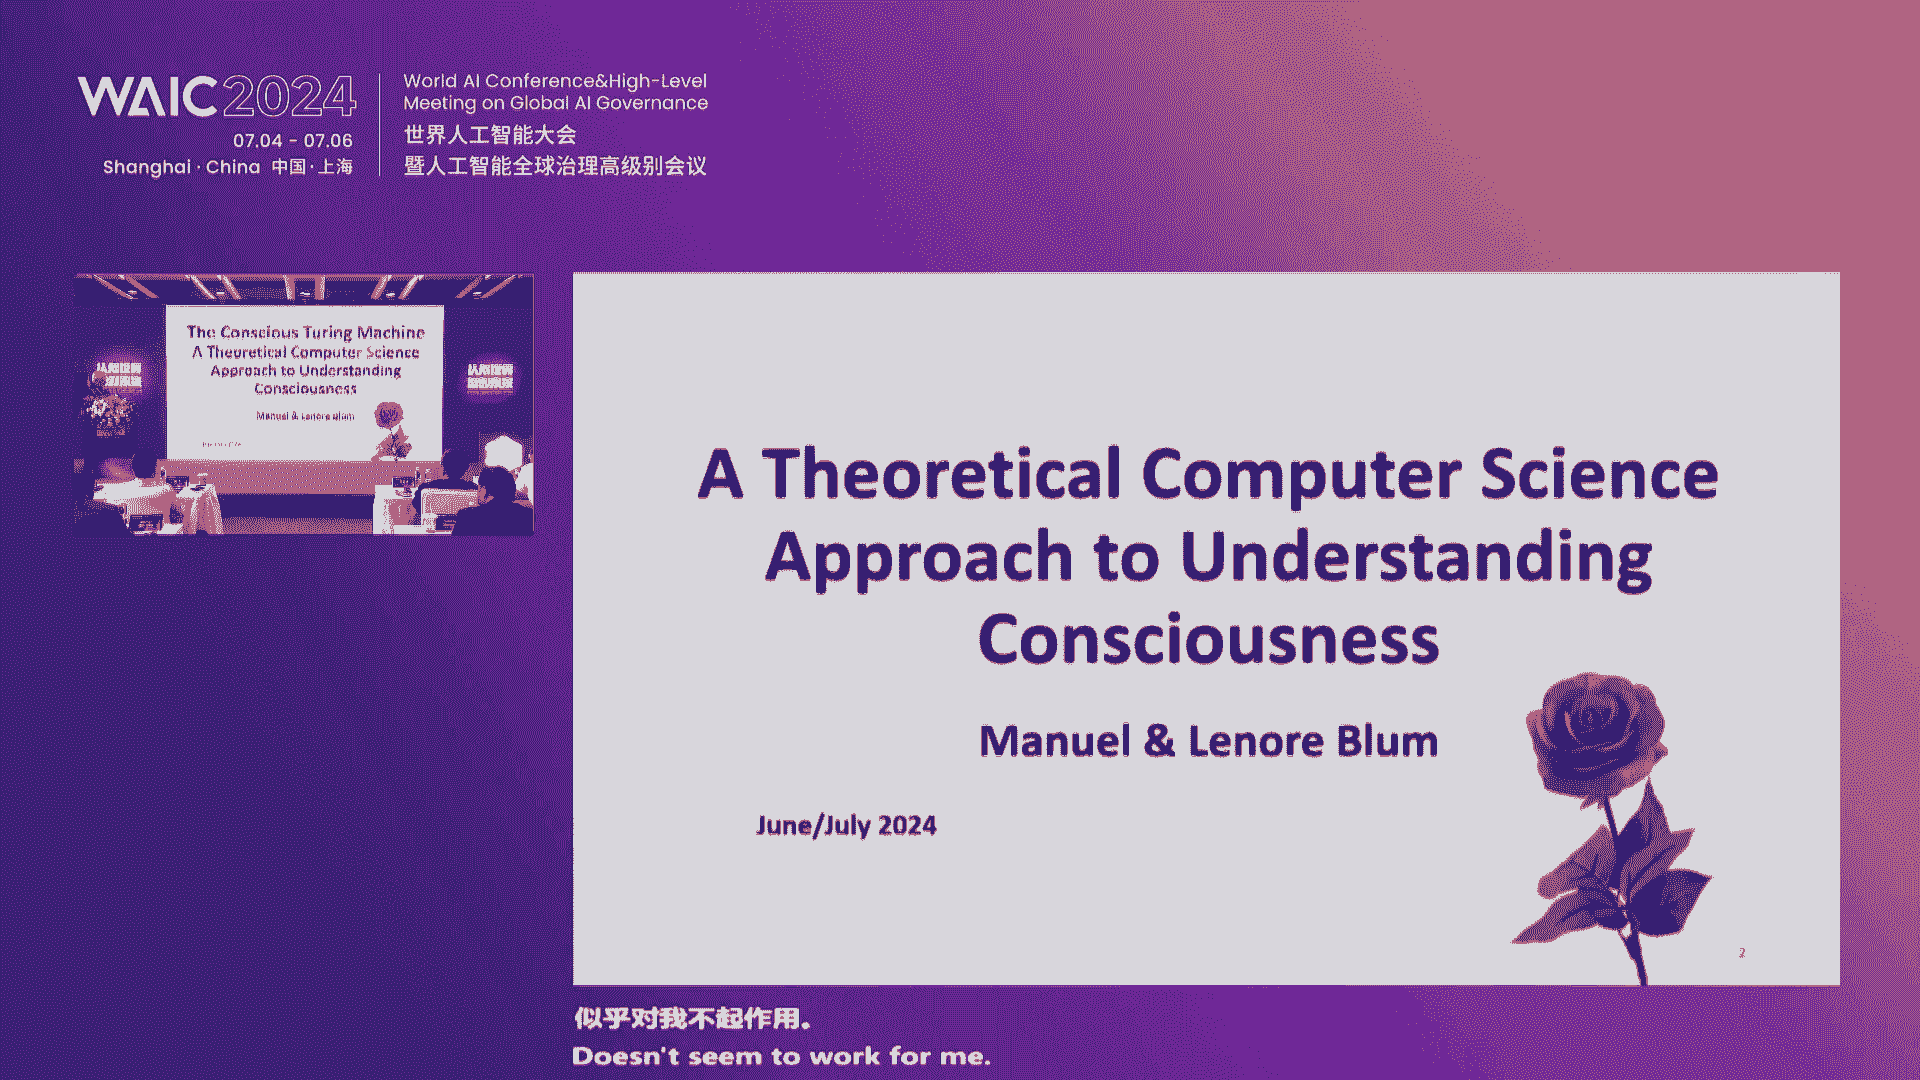 WAIC 2024
07.04 - 07.06
Shanghai · China 中国·上海
World AI Conference&High-Level
Meeting on Global AI Governance
世界人工智能大会
暨人工智能全球治理高级别会议
The Conscious Turing Machine
A Theoretical Computer Science
Approach to Understanding
Consciousness
Manuel & Lenore Blum
A Theoretical Computer Science
Approach to Understanding
Consciousness
Manuel & Lenore Blum
June/July 2024
2
似乎对我不起作用。
Doesn't seem to work for me.